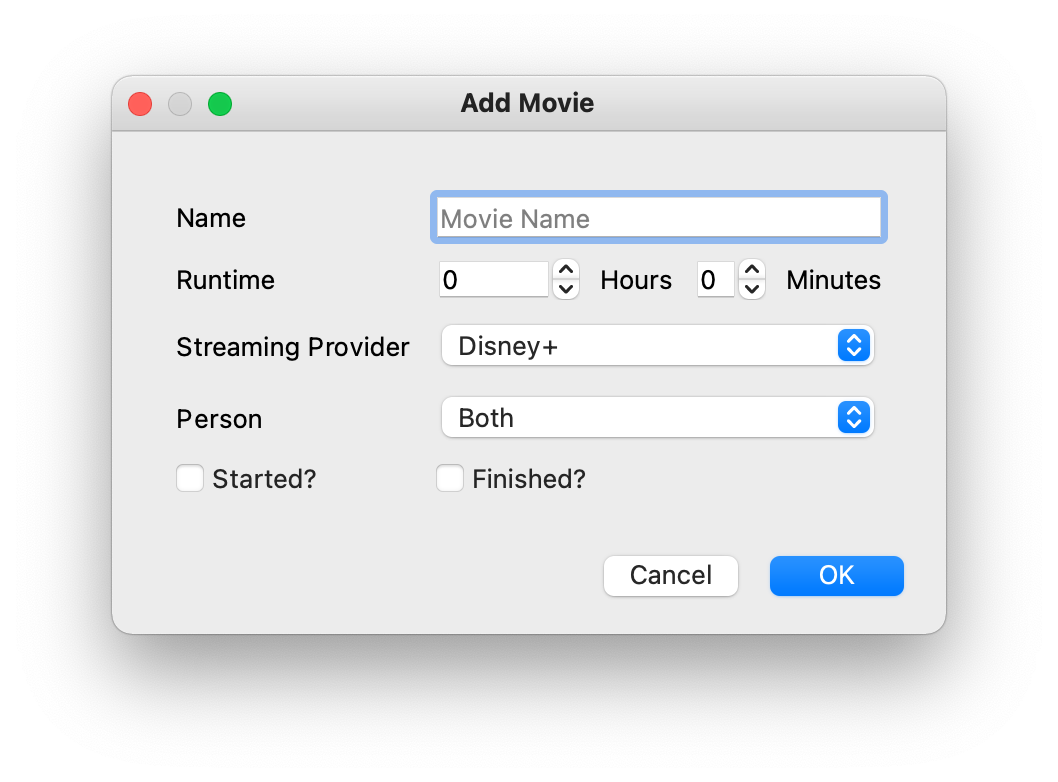 Add Movie
Name Movie Name
Runtime 0 Hours 0 Minutes
Streaming Provider Disney+
Person Both
Started? Finished?
Cancel OK